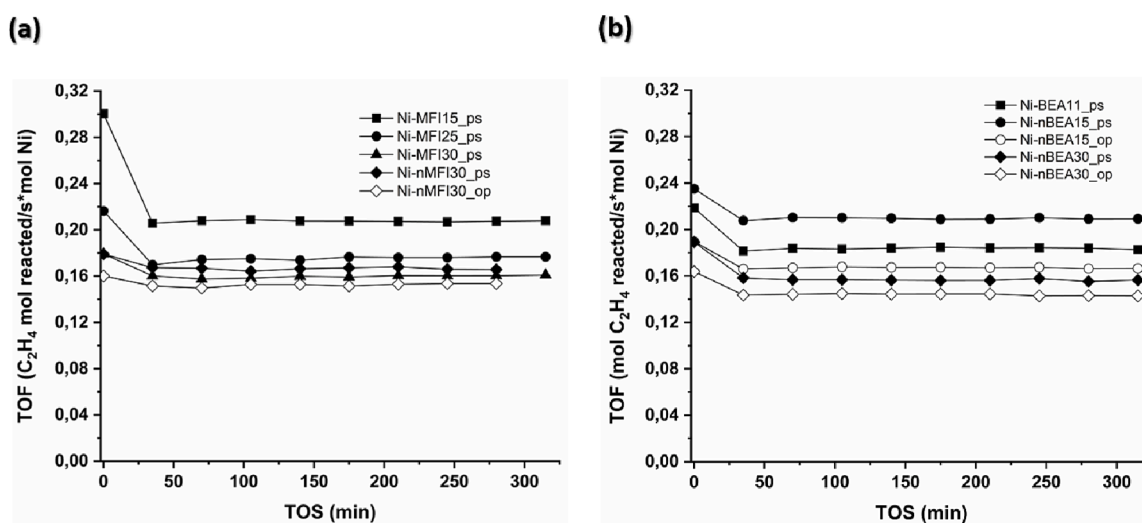 (a)
0,32
0,28
0,24
0,20
0,16
0,12
0,08
0,04
0,00
TOF (C2H4 mol reacted/s*mol Ni)
Ni-MFI15_ps
Ni-MFI25_ps
Ni-MFI30_ps
Ni-nMFI30_ps
Ni-nMFI30_op
0 50 100 150 200 250 300
TOS (min)
(b)
0,32
0,28
0,24
0,20
0,16
0,12
0,08
0,04
0,00
TOF (mol C2H4 reacted/s*mol Ni)
Ni-BEA11_ps
Ni-nBEA15_ps
Ni-nBEA15_op
Ni-nBEA30_ps
Ni-nBEA30_op
0 50 100 150 200 250 300
TOS (min)